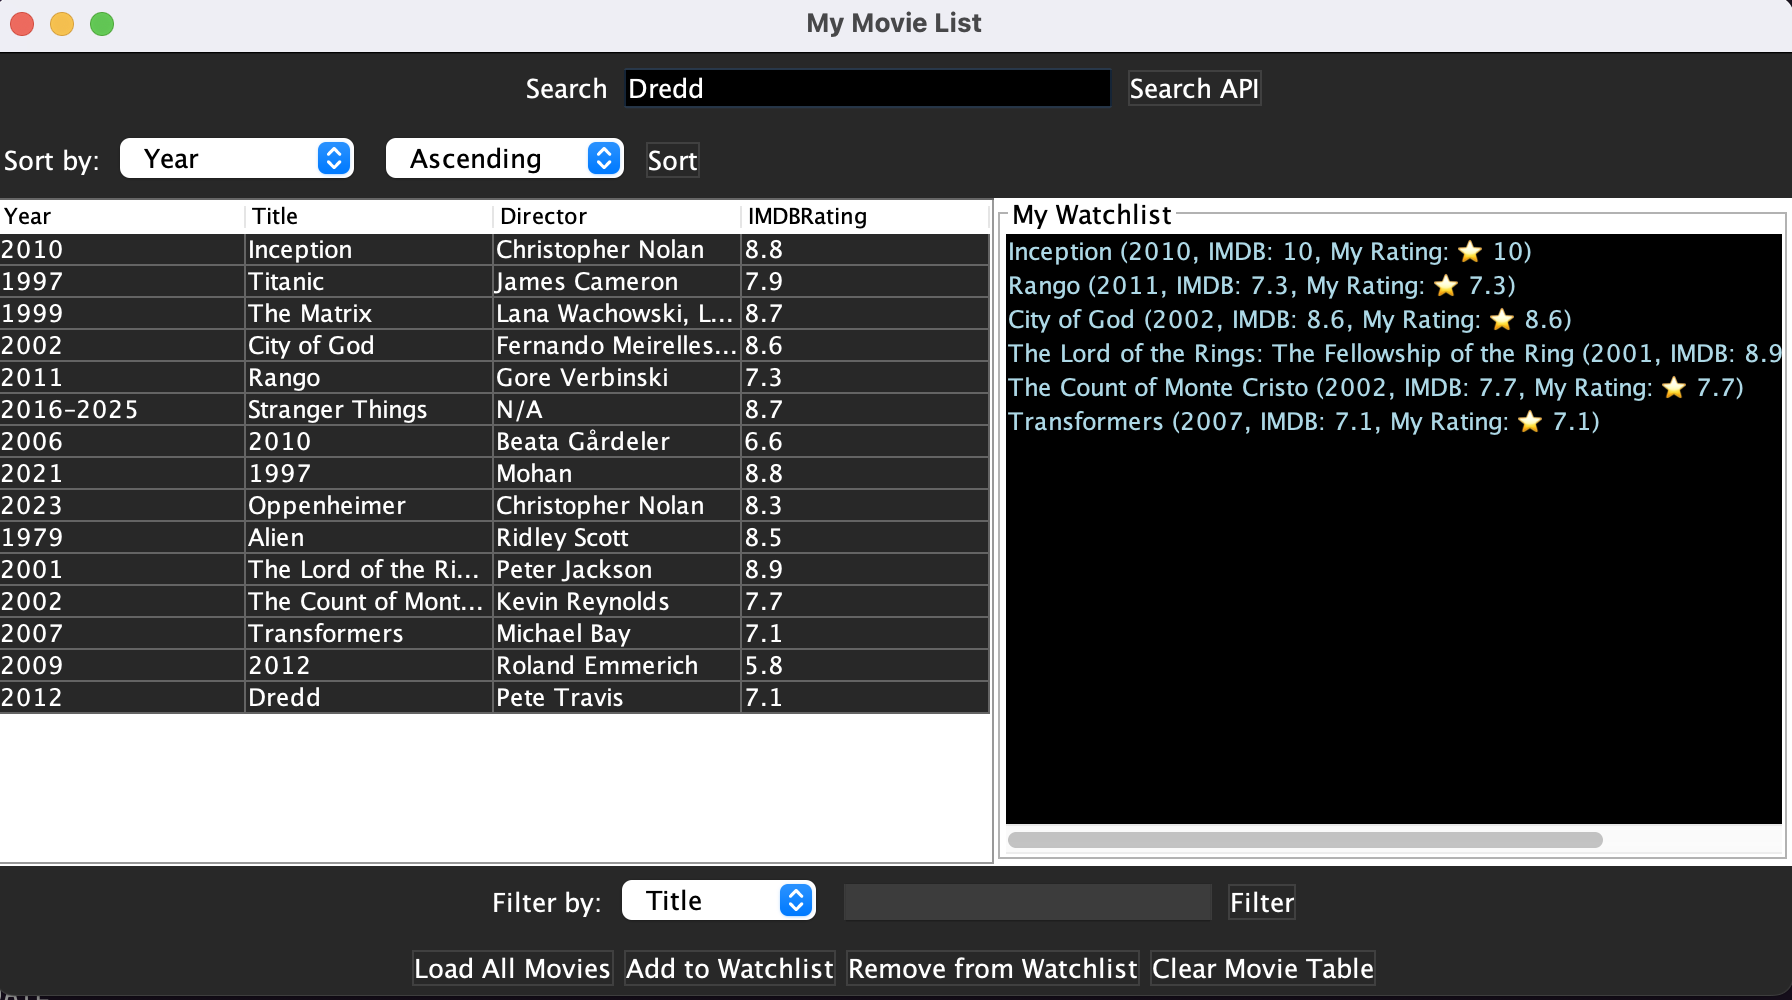 My Movie List
Search Dredd Search API
Sort by: Year Ascending Sort
Year Title Director IMDBRating
2010 Inception Christopher Nolan 8.8
1997 Titanic James Cameron 7.9
1999 The Matrix Lana Wachowski, L... 8.7
2002 City of God Fernando Meirelles... 8.6
2011 Rango Gore Verbinski 7.3
2016-2025 Stranger Things N/A 8.7
2006 2010 Beata Gårdeler 6.6
2021 1997 Mohan 8.8
2023 Oppenheimer Christopher Nolan 8.3
1979 Alien Ridley Scott 8.5
2001 The Lord of the Ri... Peter Jackson 8.9
2002 The Count of Mont... Kevin Reynolds 7.7
2007 Transformers Michael Bay 7.1
2009 2012 Roland Emmerich 5.8
2012 Dredd Pete Travis 7.1
My Watchlist
Inception (2010, IMDB: 10, My Rating: ⭐ 10)
Rango (2011, IMDB: 7.3, My Rating: ⭐ 7.3)
City of God (2002, IMDB: 8.6, My Rating: ⭐ 8.6)
The Lord of the Rings: The Fellowship of the Ring (2001, IMDB: 8.9
The Count of Monte Cristo (2002, IMDB: 7.7, My Rating: ⭐ 7.7)
Transformers (2007, IMDB: 7.1, My Rating: ⭐ 7.1)
Filter by: Title Filter
Load All Movies Add to Watchlist Remove from Watchlist Clear Movie Table